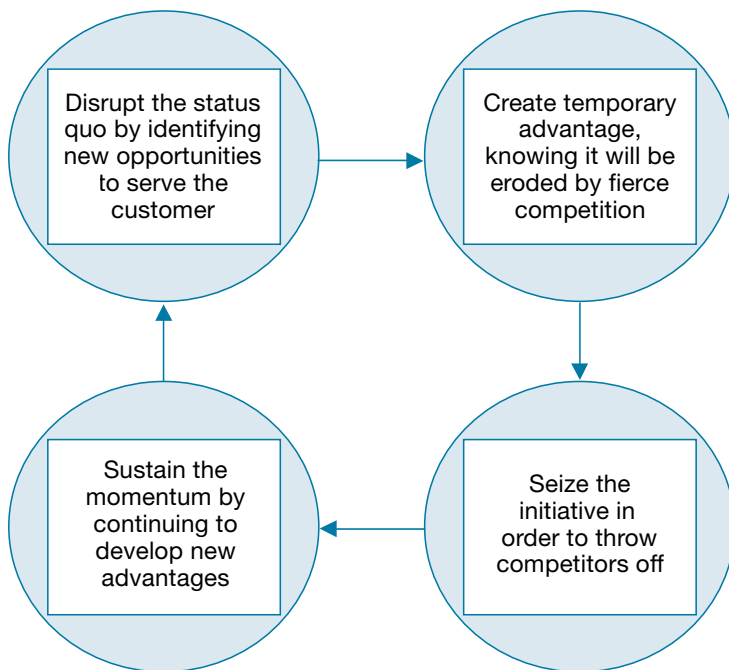 Disrupt the status
quo by identifying
new opportunities
to serve the
customer
Create temporary
advantage,
knowing it will be
eroded by fierce
competition
Seize the
initiative in
order to throw
competitors off
Sustain the
momentum by
continuing to
develop new
advantages